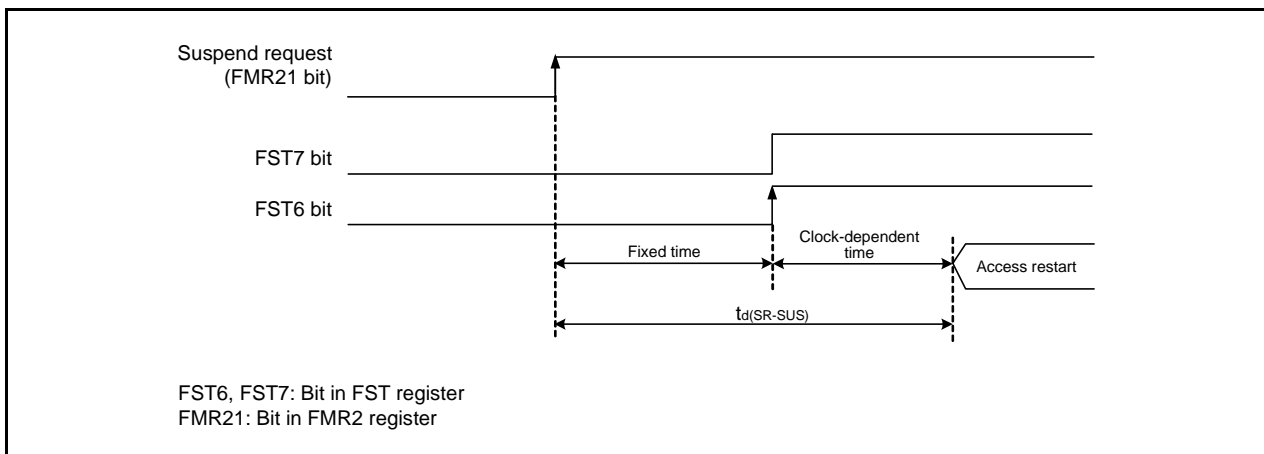 Suspend request
(FMR21 bit)
FST7 bit
FST6 bit
Fixed time
Clock-dependent
time
Access restart
td(SR-SUS)
FST6, FST7: Bit in FST register
FMR21: Bit in FMR2 register